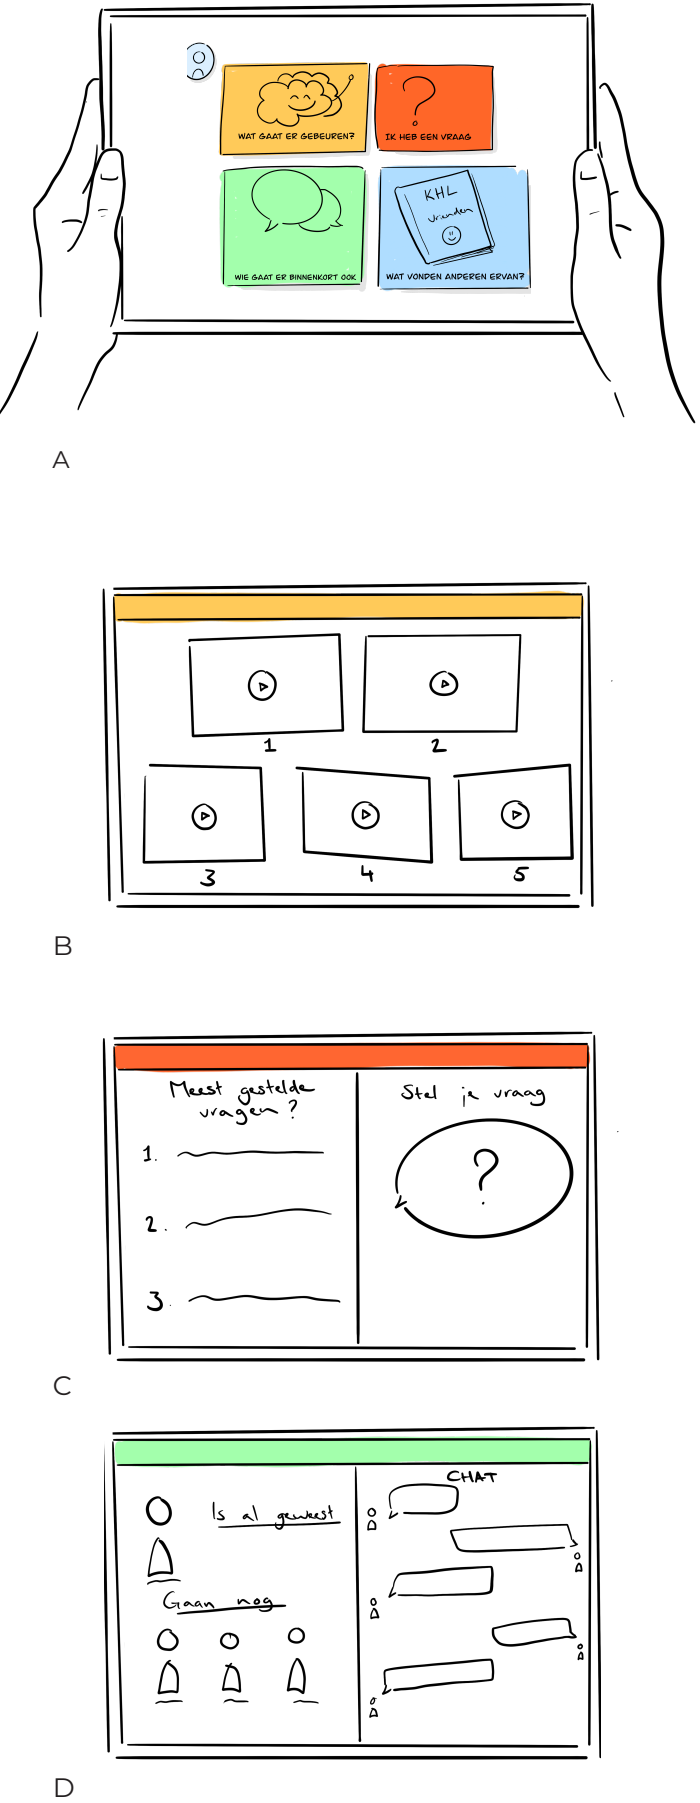 WAT GAAT ER GEBEUREN?
IK HEB EEN VRAAG
KHL
vrienden
WIE GAAT ER BINNENKORT OOK
WAT VONDEN ANDEREN ERVAN?
A
1
2
3
4
5
B
Meest gestelde
vragen?
1.
2.
3.
Stel je vraag
?
C
Is al geweest
Gaan nog
CHAT
D